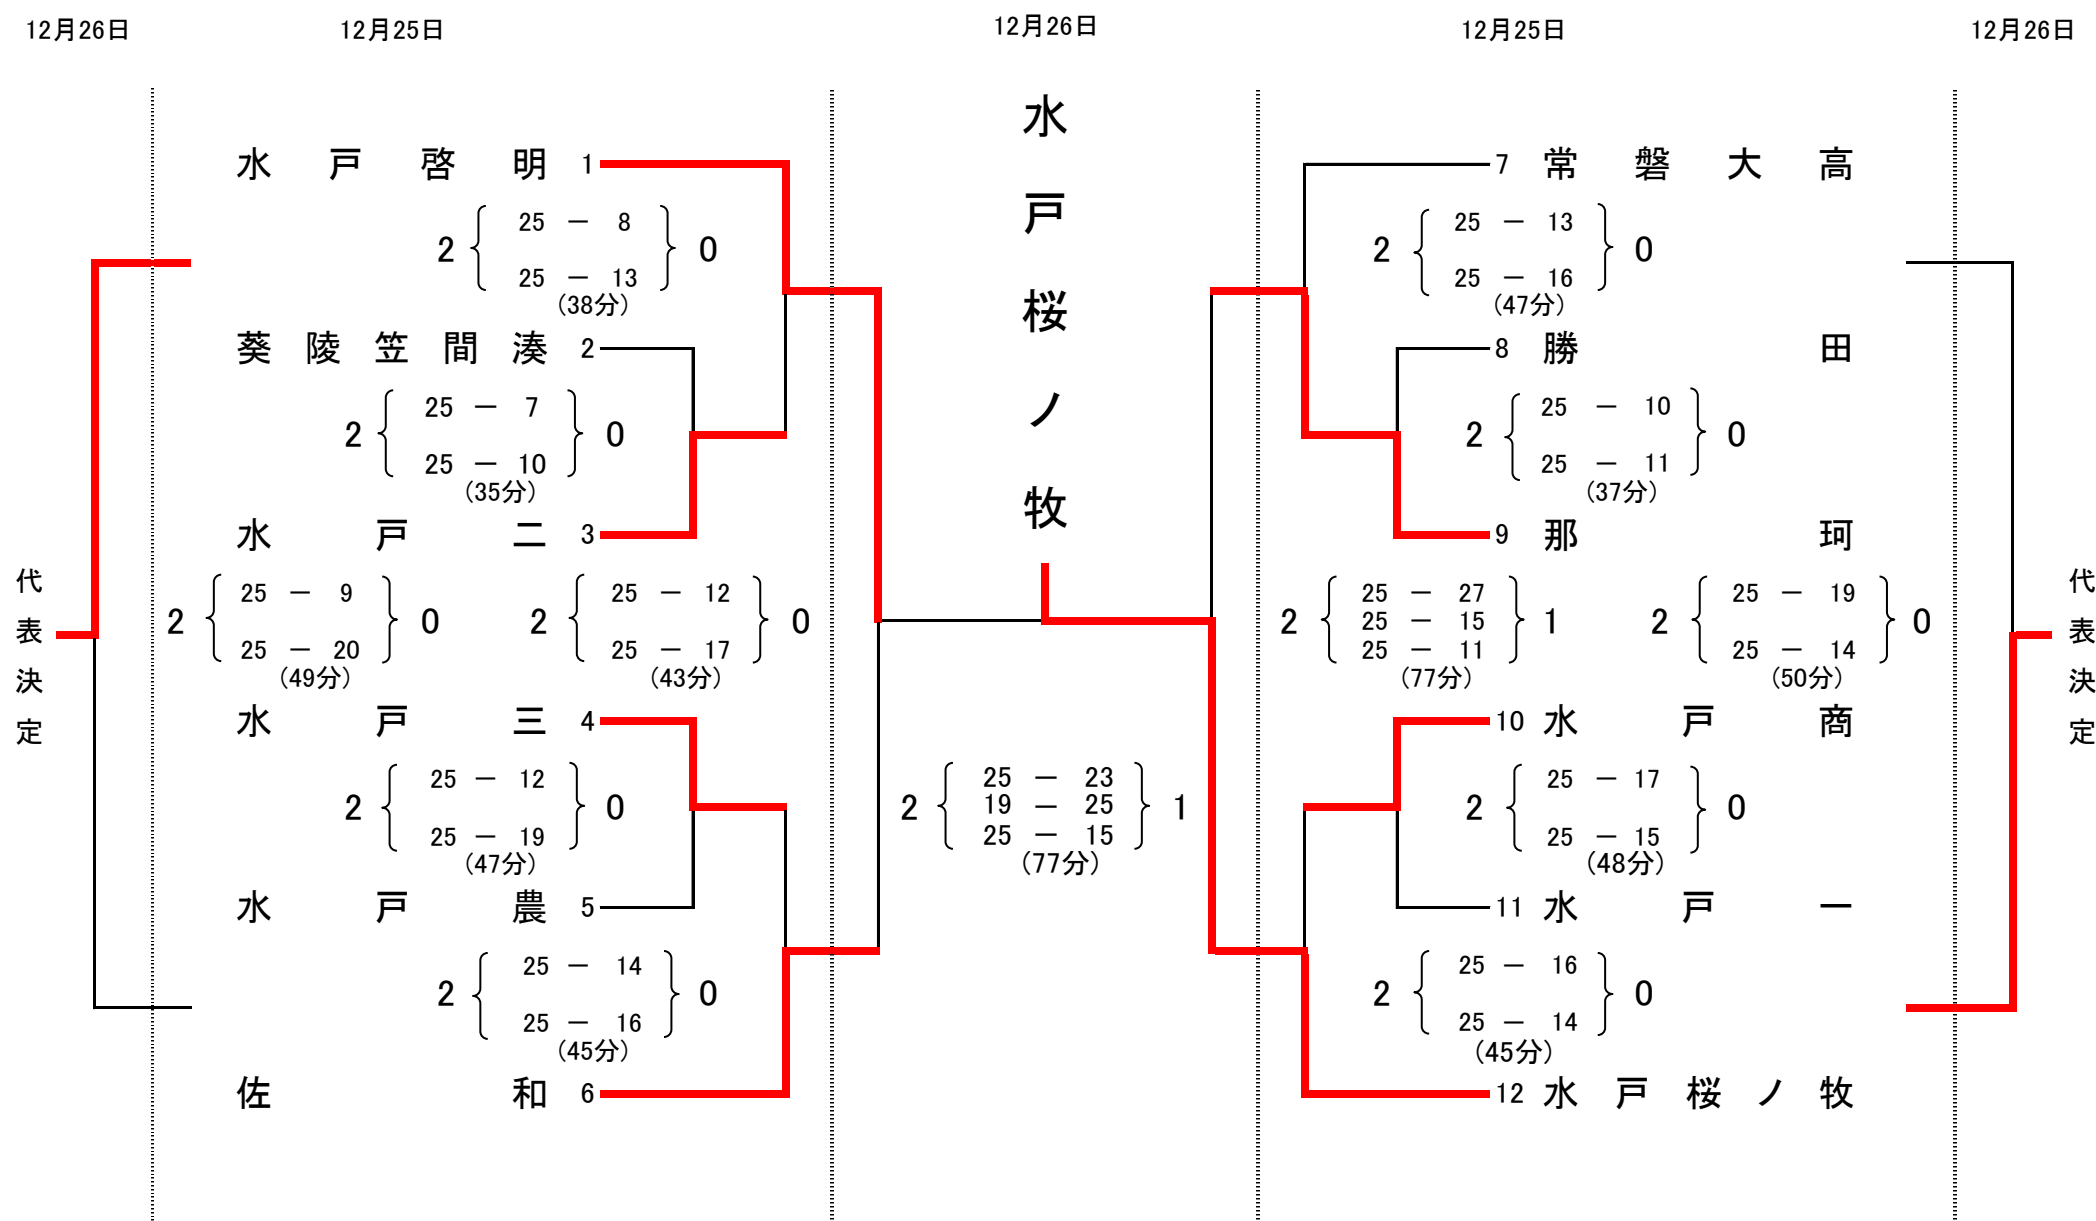 12月26日
12月25日
12月26日
12月25日
12月26日
水戸桜ノ牧
水戸啓明 1
2 25 － 8 0
25 － 13
(38分)
葵陵笠間湊 2
2 25 － 7 0
25 － 10
(35分)
水戸二 3
代表決定
2 25 － 9 0
25 － 20
(49分)
2 25 － 12 0
25 － 17
(43分)
水戸三 4
2 25 － 12 0
25 － 19
(47分)
水戸農 5
2 25 － 14 0
25 － 16
(45分)
佐和 6
2 25 － 23 1
19 － 25
25 － 15
(77分)
7 常磐大高
2 25 － 13 0
25 － 16
(47分)
8 勝田
2 25 － 10 0
25 － 11
(37分)
9 那珂
2 25 － 27 1
25 － 15
25 － 11
(77分)
2 25 － 19 0
25 － 14
(50分)
代表決定
10 水戸商
2 25 － 17 0
25 － 15
(48分)
11 水戸一
2 25 － 16 0
25 － 14
(45分)
12 水戸桜ノ牧